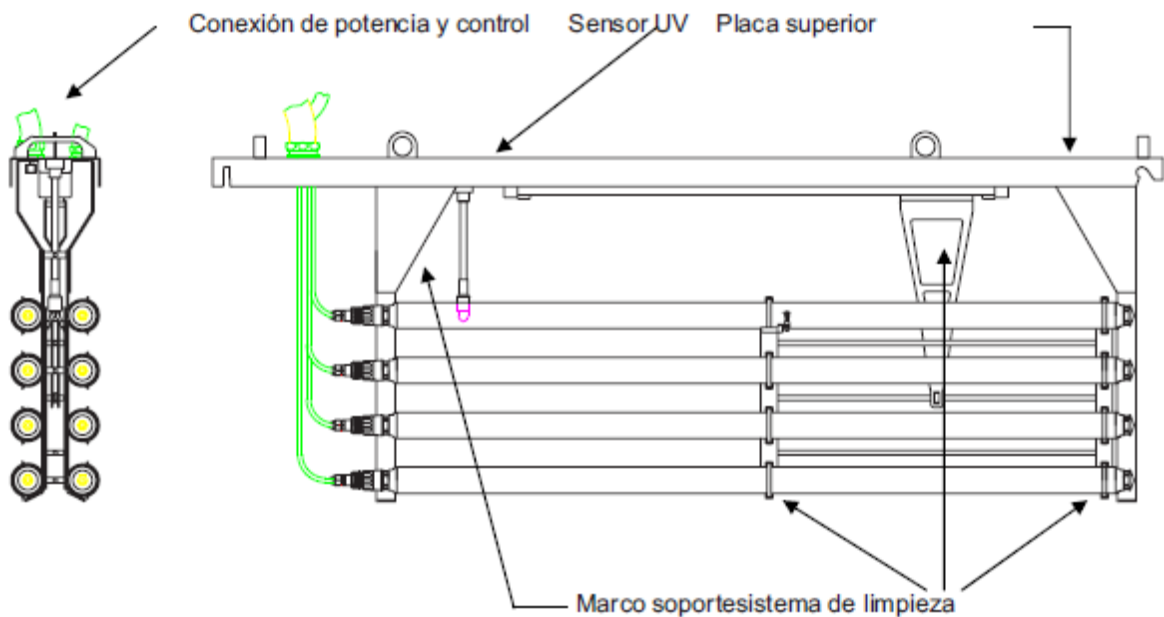 Conexión de potencia y control Sensor UV Placa superior
Marco soportesistema de limpieza